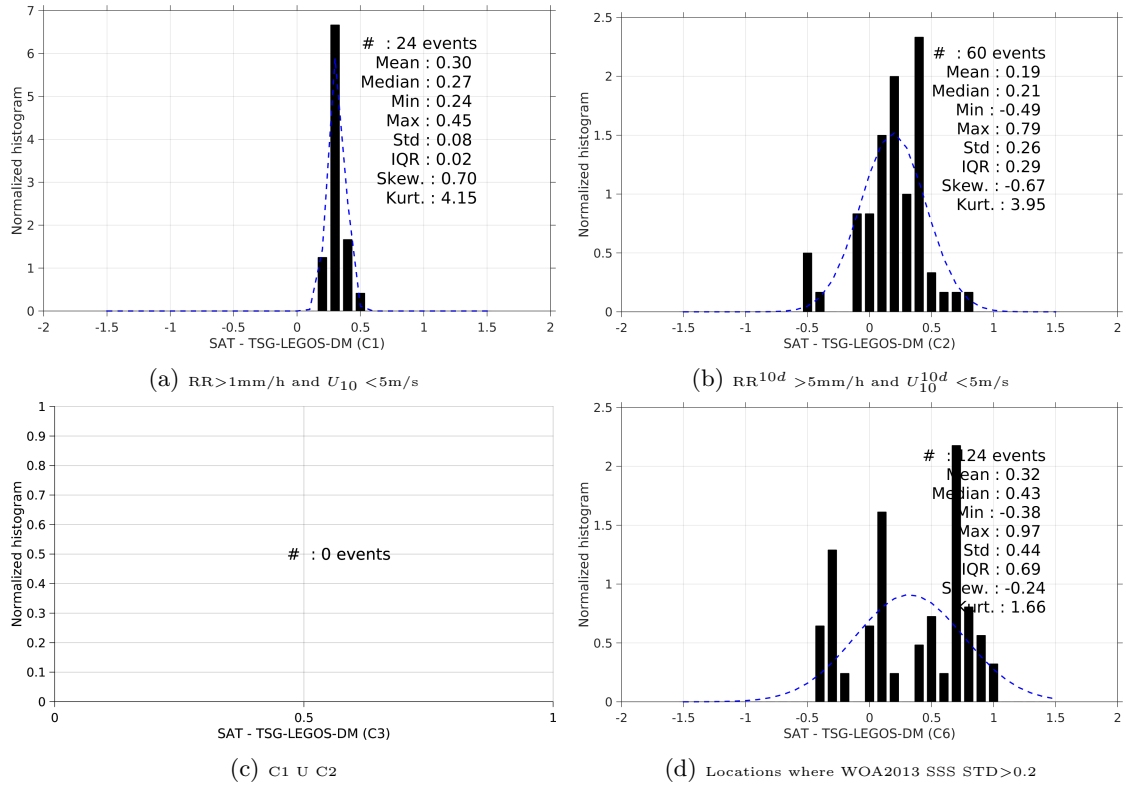 7
6
5
4
3
2
1
0
Normalized histogram
# : 24 events
Mean : 0.30
Median : 0.27
Min : 0.24
Max : 0.45
Std : 0.08
IQR : 0.02
Skew. : 0.70
Kurt. : 4.15
-2 -1.5 -1 -0.5 0 0.5 1 1.5 2
SAT - TSG-LEGOS-DM (C1)
(a) RR>1mm/h and U10 <5m/s
2.5
2
1.5
1
0.5
0
Normalized histogram
# : 60 events
Mean : 0.19
Median : 0.21
Min : -0.49
Max : 0.79
Std : 0.26
IQR : 0.29
Skew. : -0.67
Kurt. : 3.95
-2 -1.5 -1 -0.5 0 0.5 1 1.5 2
SAT - TSG-LEGOS-DM (C2)
(b) RR^10d >5mm/h and U10^10d <5m/s
1
0.9
0.8
0.7
0.6
0.5
0.4
0.3
0.2
0.1
0
Normalized histogram
# : 0 events
0 0.5 1
SAT - TSG-LEGOS-DM (C3)
(c) C1 U C2
2.5
2
1.5
1
0.5
0
Normalized histogram
# : 124 events
Mean : 0.32
Median : 0.43
Min : -0.38
Max : 0.97
Std : 0.44
IQR : 0.69
Skew. : -0.24
Kurt. : 1.66
-2 -1.5 -1 -0.5 0 0.5 1 1.5 2
SAT - TSG-LEGOS-DM (C6)
(d) Locations where WOA2013 SSS STD>0.2